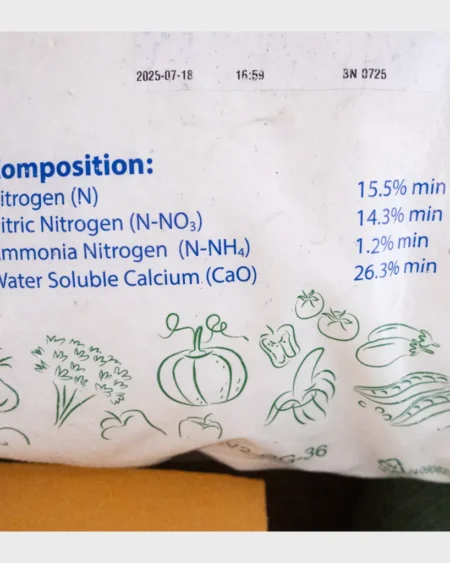 2025-07-18 16:59 BN 0725
omposition:
itrogen (N) 15.5% min
itric Nitrogen (N-NO₃) 14.3% min
mmonia Nitrogen (N-NH₄) 1.2% min
Water Soluble Calcium (CaO) 26.3% min